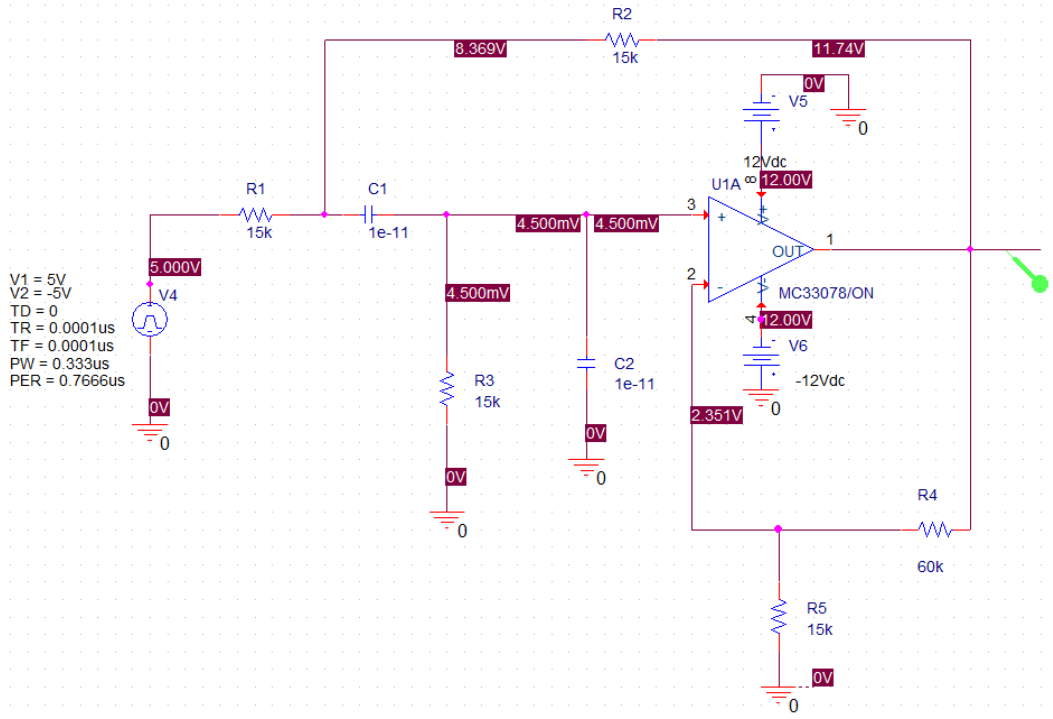 R2
8.369V
15k
11.74V
0V
V5
0
12Vdc
8
12.00V
U1A
V+
R1
15k
C1
1e-11
3
+
4.500mV
4.500mV
OUT
1
5.000V
2
-
V-
MC33078/ON
V1 = 5V
V2 = -5V
TD = 0
TR = 0.0001us
TF = 0.0001us
PW = 0.333us
PER = 0.7666us
V4
4.500mV
4
12.00V
V6
-12Vdc
0
R3
15k
C2
1e-11
0V
0
2.351V
0V
0
0V
0
R4
60k
R5
15k
0V
0